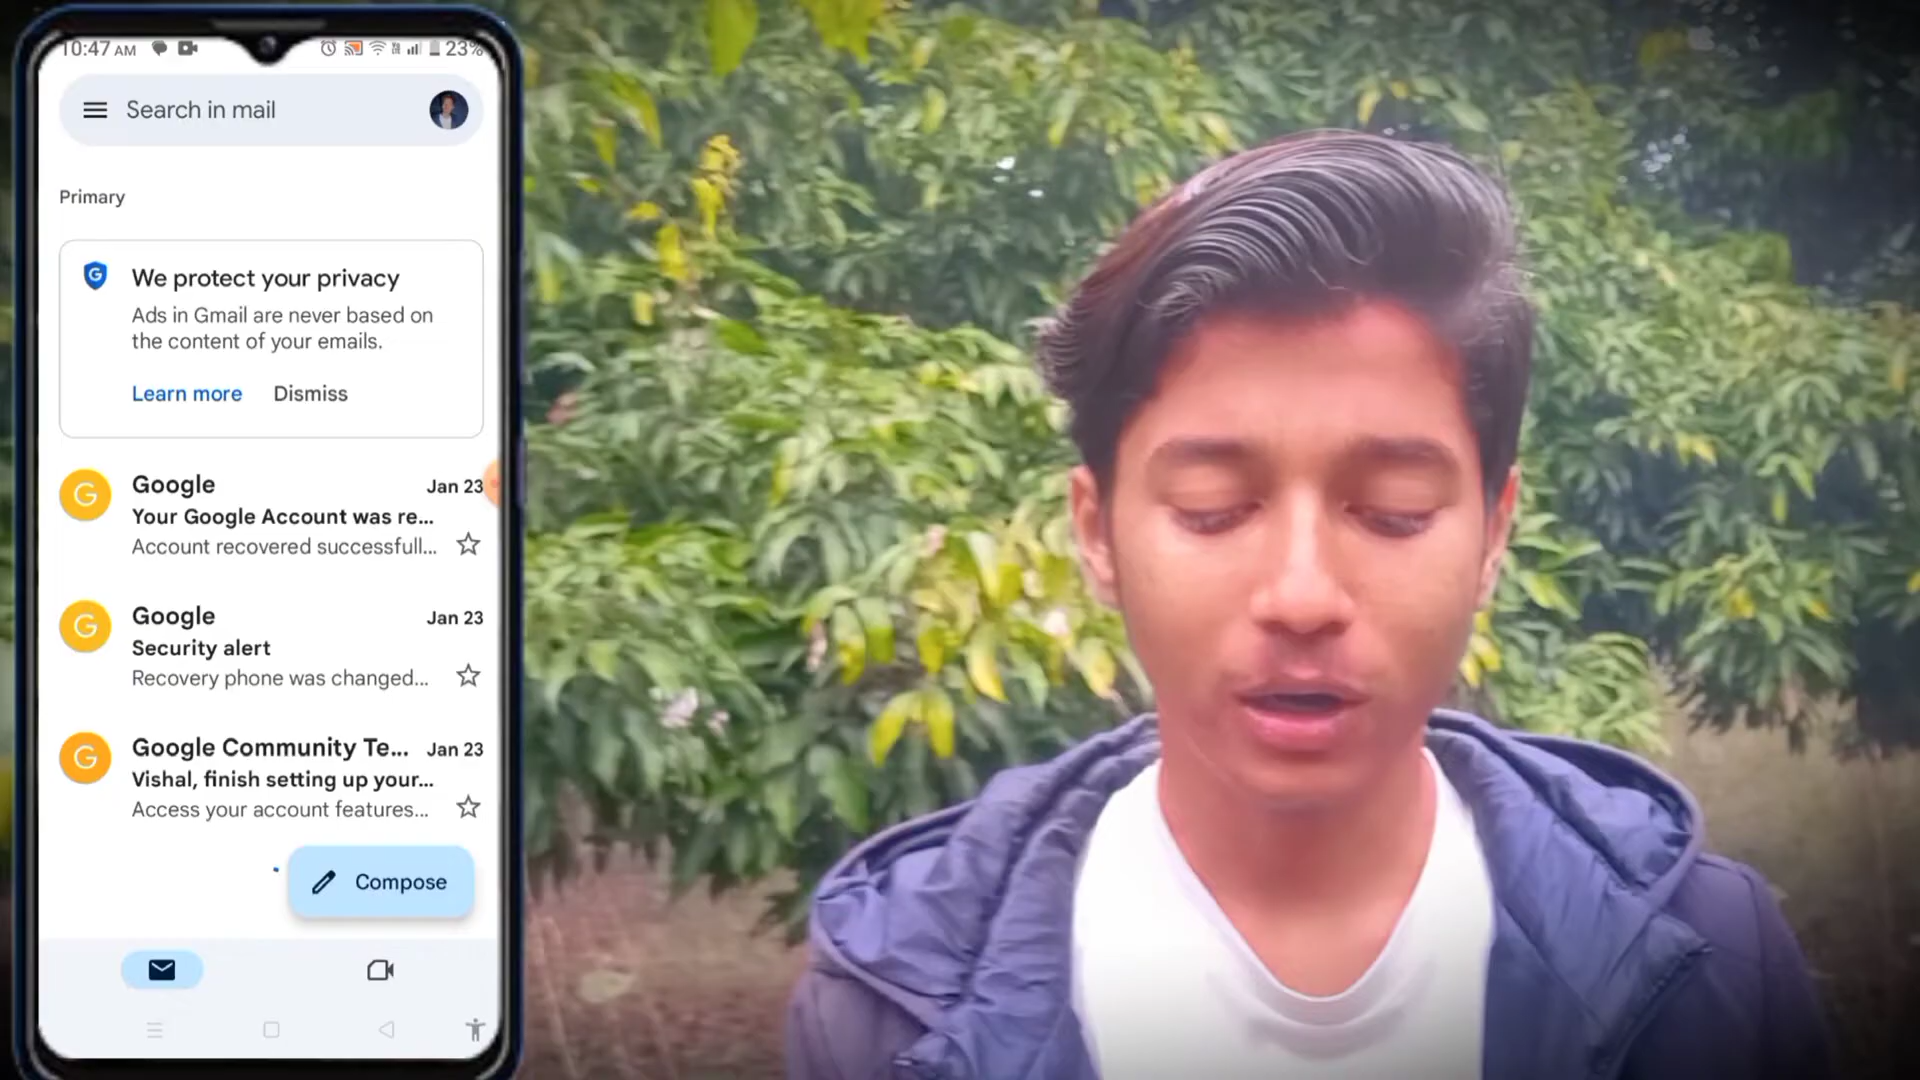 10:47 AM
23%
Search in mail
Primary
We protect your privacy
Ads in Gmail are never based on
the content of your emails.
Learn more Dismiss
Google Jan 23
Your Google Account was re...
Account recovered successfull...
Google Jan 23
Security alert
Recovery phone was changed...
Google Community Te... Jan 23
Vishal, finish setting up your...
Access your account features...
Compose